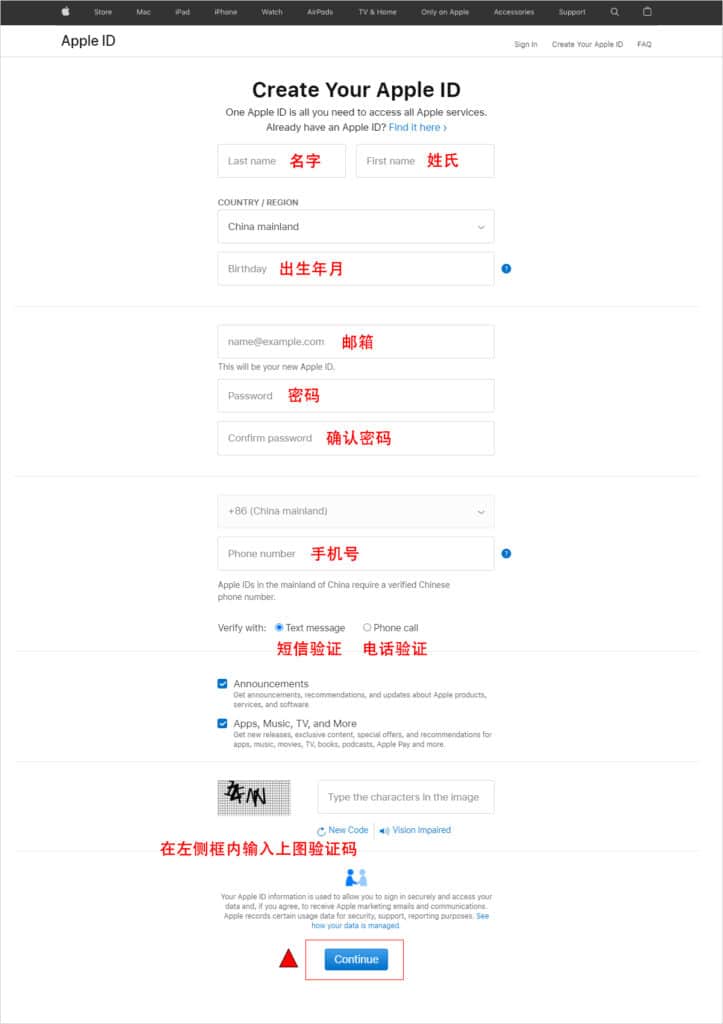 Store Mac iPad iPhone Watch AirPods TV & Home Only on Apple Accessories Support
Apple ID
Sign In Create Your Apple ID FAQ
Create Your Apple ID
One Apple ID is all you need to access all Apple services.
Already have an Apple ID? Find it here ›
Last name 名字 First name 姓氏
COUNTRY / REGION
China mainland
Birthday 出生年月 ?
name@example.com 邮箱
This will be your new Apple ID.
Password 密码
Confirm password 确认密码
+86 (China mainland)
Phone number 手机号 ?
Apple IDs in the mainland of China require a verified Chinese
phone number.
Verify with: Text message Phone call
短信验证 电话验证
Announcements
Get announcements, recommendations, and updates about Apple products,
services, and software.
Apps, Music, TV, and More
Get new releases, exclusive content, special offers, and recommendations for
apps, music, movies, TV, books, podcasts, Apple Pay and more.
Type the characters in the image
New Code Vision Impaired
在左侧框内输入上图验证码
Your Apple ID information is used to allow you to sign in securely and access your
data and, if you agree, to receive Apple marketing emails and communications.
Apple records certain usage data for security, support, reporting purposes. See
how your data is managed.
Continue